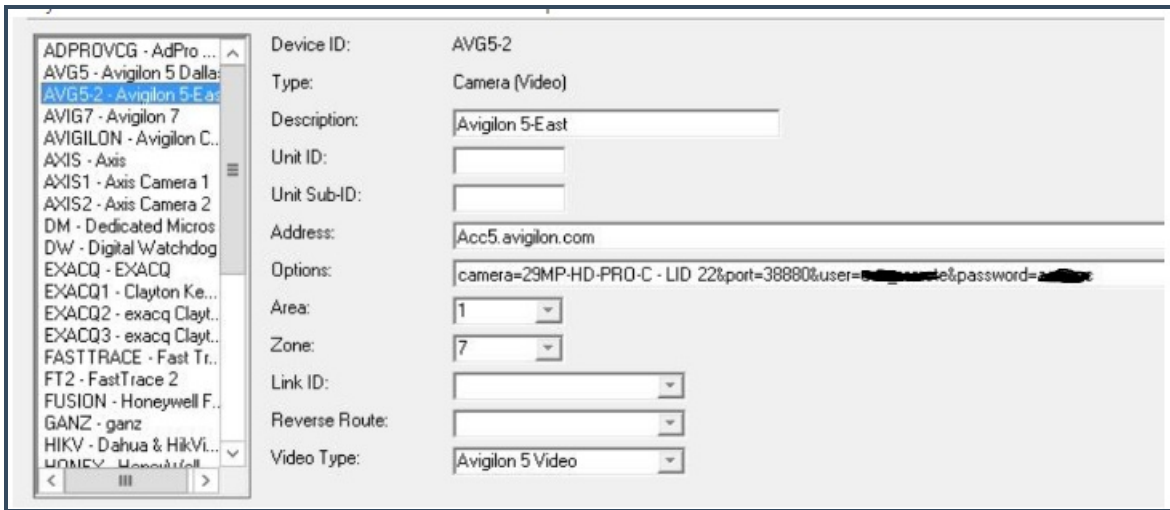 ADPROVCG - AdPro ...
AVG5 - Avigilon 5 Dallas
AVG5-2 - Avigilon 5-Eas
AVIG7 - Avigilon 7
AVIGILON - Avigilon C..
AXIS - Axis
AXIS1 - Axis Camera 1
AXIS2 - Axis Camera 2
DM - Dedicated Micros
DW - Digital Watchdog
EXACQ - EXACQ
EXACQ1 - Clayton Ke...
EXACQ2 - exacq Clayt..
EXACQ3 - exacq Clayt..
FASTTRACE - Fast Tr..
FT2 - FastTrace 2
FUSION - Honeywell F..
GANZ - ganz
HIKV - Dahua & HikVi...
Device ID: AVG5-2
Type: Camera (Video)
Description: Avigilon 5-East
Unit ID:
Unit Sub-ID:
Address: Acc5.avigilon.com
Options: camera=29MP-HD-PRO-C - LID 22&port=38880&user= &password=
Area: 1
Zone: 7
Link ID:
Reverse Route:
Video Type: Avigilon 5 Video